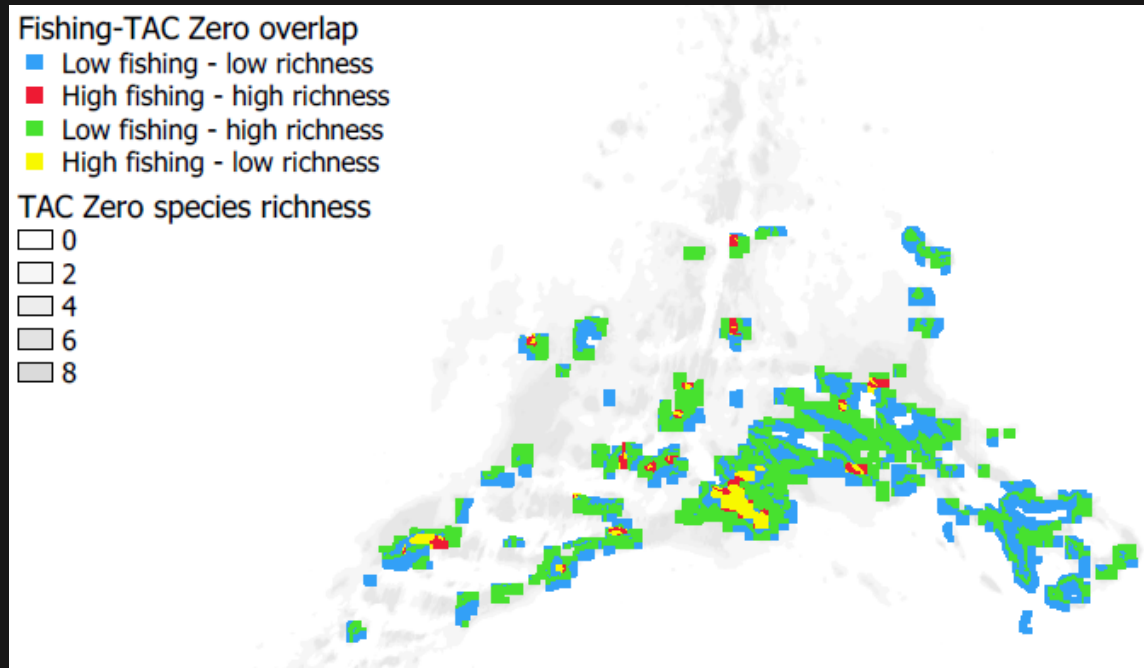 Fishing-TAC Zero overlap
Low fishing - low richness
High fishing - high richness
Low fishing - high richness
High fishing - low richness
TAC Zero species richness
0
2
4
6
8